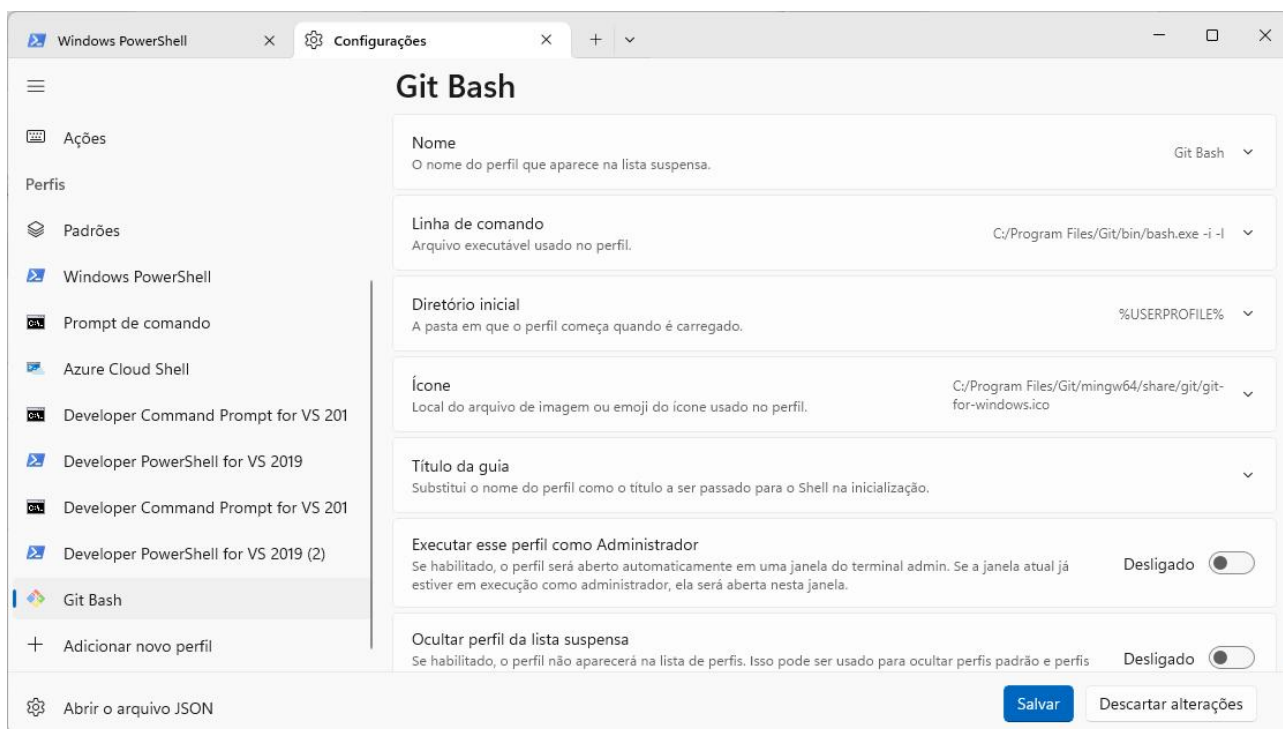 Windows PowerShell
Configurações
Git Bash
Ações
Perfis
Padrões
Windows PowerShell
Prompt de comando
Azure Cloud Shell
Developer Command Prompt for VS 201
Developer PowerShell for VS 2019
Developer Command Prompt for VS 201
Developer PowerShell for VS 2019 (2)
Git Bash
Adicionar novo perfil
Abrir o arquivo JSON
Nome
O nome do perfil que aparece na lista suspensa.
Git Bash
Linha de comando
Arquivo executável usado no perfil.
C:/Program Files/Git/bin/bash.exe -i -l
Diretório inicial
A pasta em que o perfil começa quando é carregado.
%USERPROFILE%
Ícone
Local do arquivo de imagem ou emoji do ícone usado no perfil.
C:/Program Files/Git/mingw64/share/git/git-
for-windows.ico
Título da guia
Substitui o nome do perfil como o título a ser passado para o Shell na inicialização.
Executar esse perfil como Administrador
Se habilitado, o perfil será aberto automaticamente em uma janela do terminal admin. Se a janela atual já
estiver em execução como administrador, ela será aberta nesta janela.
Desligado
Ocultar perfil da lista suspensa
Se habilitado, o perfil não aparecerá na lista de perfis. Isso pode ser usado para ocultar perfis padrão e perfis
Desligado
Salvar
Descartar alterações